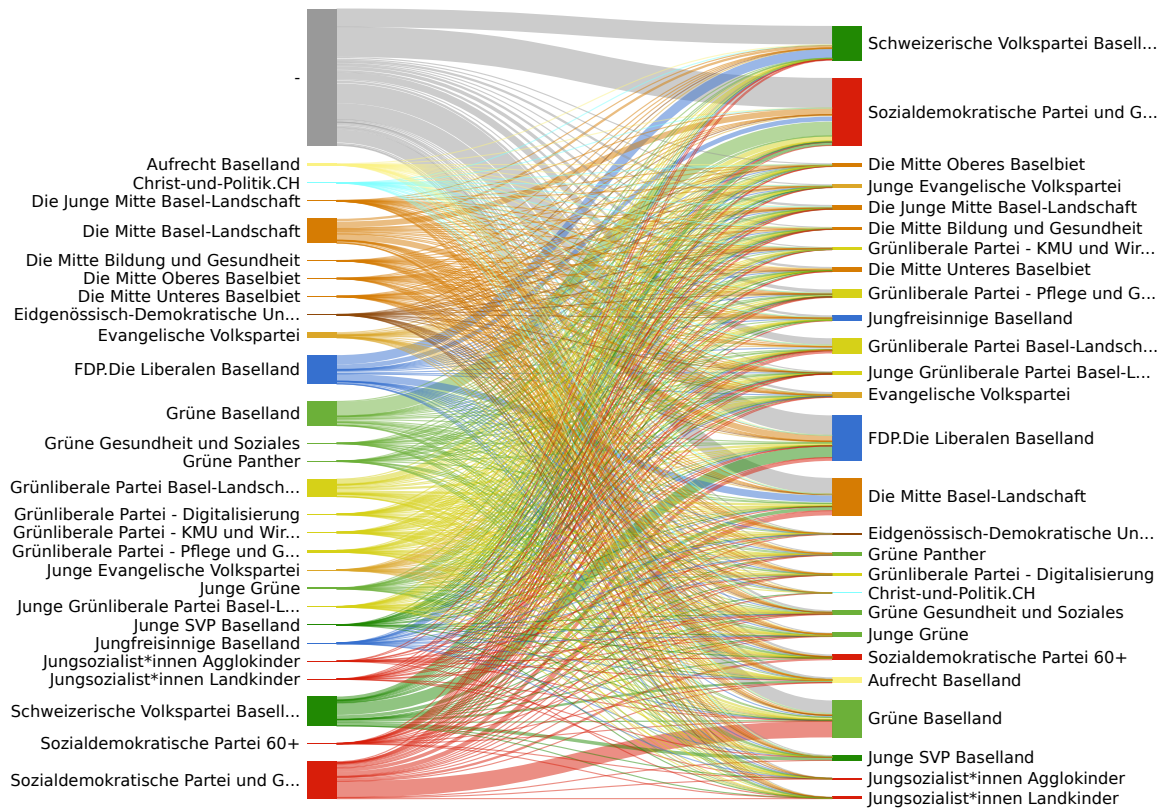 -
Aufrecht Baselland
Christ-und-Politik.CH
Die Junge Mitte Basel-Landschaft
Die Mitte Basel-Landschaft
Die Mitte Bildung und Gesundheit
Die Mitte Oberes Baselbiet
Die Mitte Unteres Baselbiet
Eidgenössisch-Demokratische Un...
Evangelische Volkspartei
FDP.Die Liberalen Baselland
Grüne Baselland
Grüne Gesundheit und Soziales
Grüne Panther
Grünliberale Partei Basel-Landsch...
Grünliberale Partei - Digitalisierung
Grünliberale Partei - KMU und Wir...
Grünliberale Partei - Pflege und G...
Junge Evangelische Volkspartei
Junge Grüne
Junge Grünliberale Partei Basel-L...
Junge SVP Baselland
Jungfreisinnige Baselland
Jungsozialist*innen Agglokinder
Jungsozialist*innen Landkinder
Schweizerische Volkspartei Basell...
Sozialdemokratische Partei 60+
Sozialdemokratische Partei und G...
Schweizerische Volkspartei Basell...
Sozialdemokratische Partei und G...
Die Mitte Oberes Baselbiet
Junge Evangelische Volkspartei
Die Junge Mitte Basel-Landschaft
Die Mitte Bildung und Gesundheit
Grünliberale Partei - KMU und Wir...
Die Mitte Unteres Baselbiet
Grünliberale Partei - Pflege und G...
Jungfreisinnige Baselland
Grünliberale Partei Basel-Landsch...
Junge Grünliberale Partei Basel-L...
Evangelische Volkspartei
FDP.Die Liberalen Baselland
Die Mitte Basel-Landschaft
Eidgenössisch-Demokratische Un...
Grüne Panther
Grünliberale Partei - Digitalisierung
Christ-und-Politik.CH
Grüne Gesundheit und Soziales
Junge Grüne
Sozialdemokratische Partei 60+
Aufrecht Baselland
Grüne Baselland
Junge SVP Baselland
Jungsozialist*innen Agglokinder
Jungsozialist*innen Landkinder